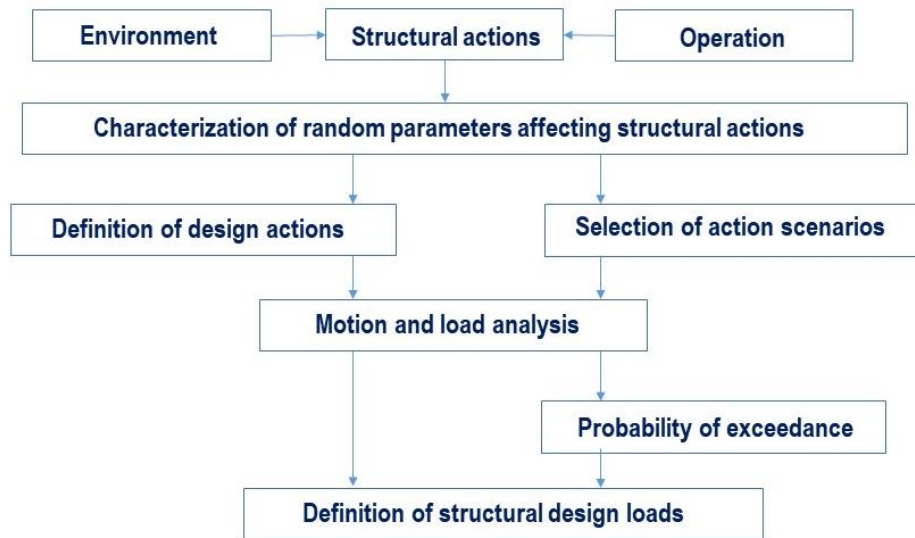 Environment
Structural actions
Operation
Characterization of random parameters affecting structural actions
Definition of design actions
Selection of action scenarios
Motion and load analysis
Probability of exceedance
Definition of structural design loads